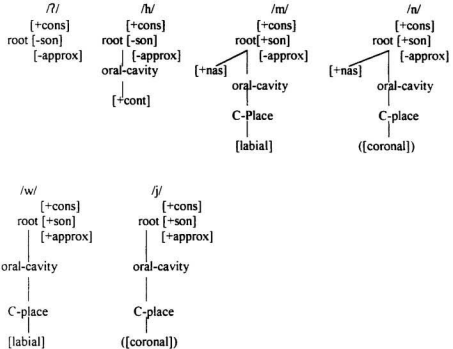 /ʔ/ /h/ /m/ /n/
[+cons] [+cons] [+cons] [+cons]
root [-son] root [-son] root[+son] root [+son]
[-approx] [-approx] [-approx] [-approx]
oral-cavity [+nas] [+nas]
oral-cavity oral-cavity
[+cont]
C-Place C-place
[labial] ([coronal])
/w/ /j/
[+cons] [+cons]
root [+son] root [+son]
[+approx] [+approx]
oral-cavity oral-cavity
C-place C-place
[labial] ([coronal])